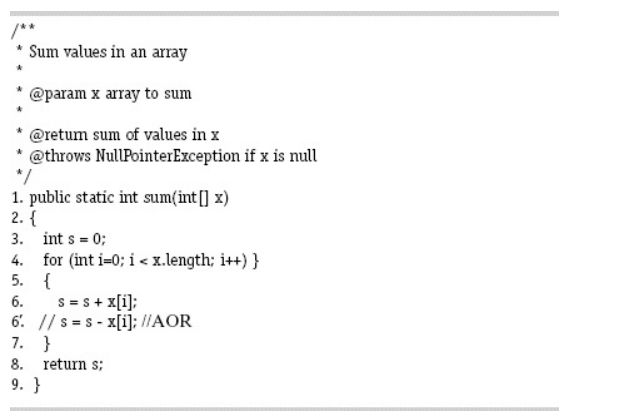 /**
* Sum values in an array
*
* @param x array to sum
*
* @return sum of values in x
* @throws NullPointerException if x is null
*/
1. public static int sum(int[] x)
2. {
3. int s = 0;
4. for (int i=0; i < x.length; i++) }
5. {
6. s = s + x[i];
6'. // s = s - x[i]; //AOR
7. }
8. return s;
9. }